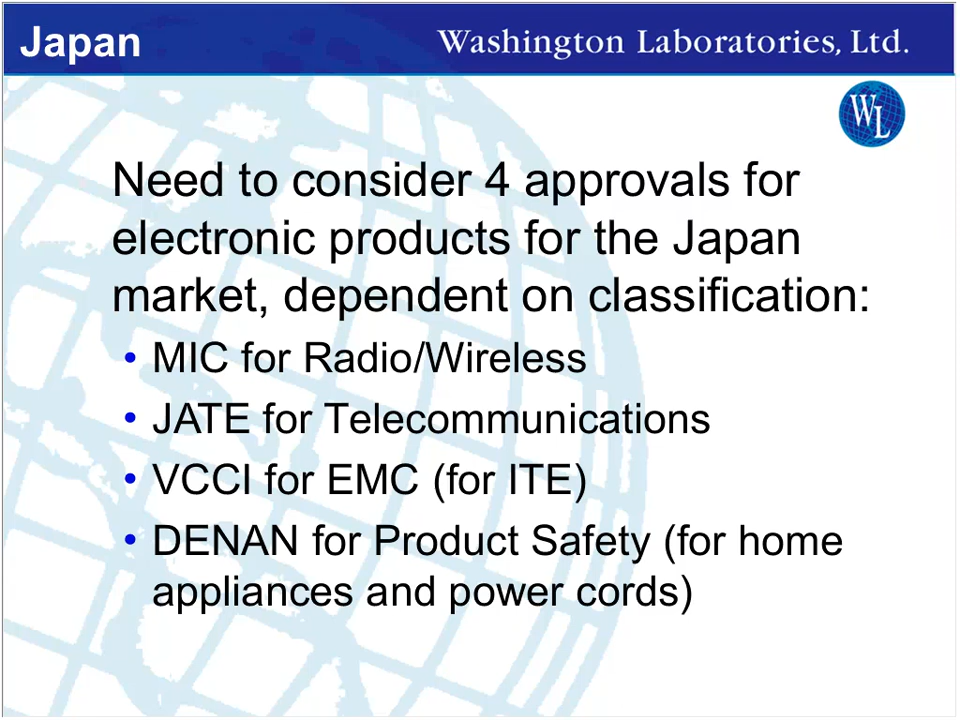 Japan
Washington Laboratories, Ltd.
WL
Need to consider 4 approvals for
electronic products for the Japan
market, dependent on classification:
• MIC for Radio/Wireless
• JATE for Telecommunications
• VCCI for EMC (for ITE)
• DENAN for Product Safety (for home
appliances and power cords)